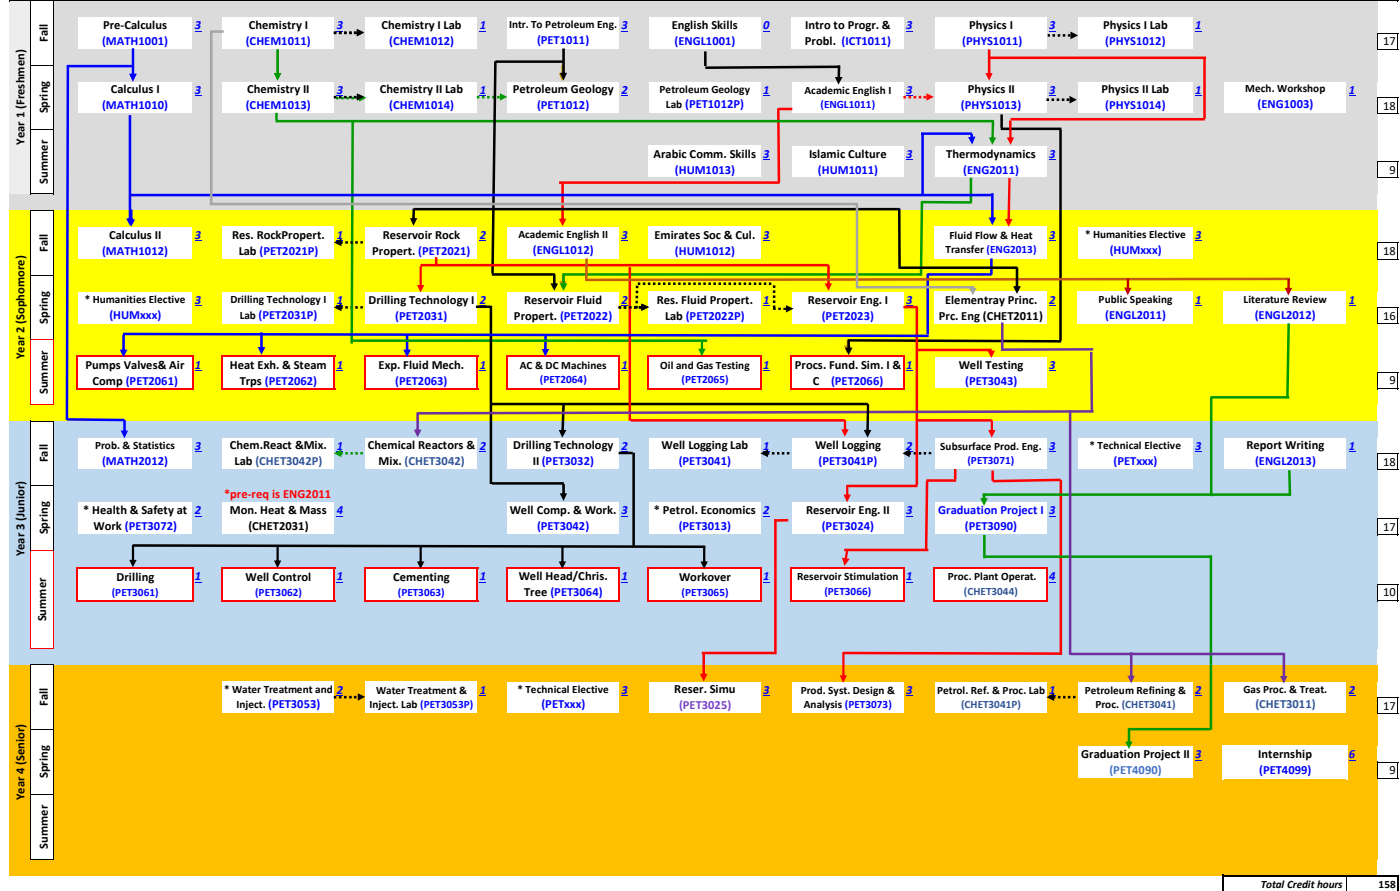 Year 1 (Freshmen)
Fall
Pre-Calculus 3
(MATH1001)
Chemistry I 3
(CHEM1011)
Chemistry I Lab 1
(CHEM1012)
Intr. To Petroleum Eng. 3
(PET1011)
English Skills 0
(ENGL1001)
Intro to Progr. & 3
Probl. (ICT1011)
Physics I 3
(PHYS1011)
Physics I Lab 1
(PHYS1012)
17
Spring
Calculus I 3
(MATH1010)
Chemistry II 3
(CHEM1013)
Chemistry II Lab 1
(CHEM1014)
Petroleum Geology 2
(PET1012)
Petroleum Geology 1
Lab (PET1012P)
Academic English I 3
(ENGL1011)
Physics II 3
(PHYS1013)
Physics II Lab 1
(PHYS1014)
Mech. Workshop 1
(ENG1003)
18
Summer
Arabic Comm. Skills 3
(HUM1013)
Islamic Culture 3
(HUM1011)
Thermodynamics 3
(ENG2011)
9
Year 2 (Sophomore)
Fall
Calculus II 3
(MATH1012)
Res. RockPropert. 1
Lab (PET2021P)
Reservoir Rock 2
Propert. (PET2021)
Academic English II 3
(ENGL1012)
Emirates Soc & Cul. 3
(HUM1012)
Fluid Flow & Heat 3
Transfer (ENG2013)
* Humanities Elective 3
(HUMxxx)
18
Spring
* Humanities Elective 3
(HUMxxx)
Drilling Technology I 1
Lab (PET2031P)
Drilling Technology I 2
(PET2031)
Reservoir Fluid 2
Propert. (PET2022)
Res. Fluid Propert. 1
Lab (PET2022P)
Reservoir Eng. I 3
(PET2023)
Elementray Princ. 2
Prc. Eng (CHET2011)
Public Speaking 1
(ENGL2011)
Literature Review 1
(ENGL2012)
16
Summer
Pumps Valves& Air 1
Comp (PET2061)
Heat Exh. & Steam 1
Trps (PET2062)
Exp. Fluid Mech. 1
(PET2063)
AC & DC Machines 1
(PET2064)
Oil and Gas Testing 1
(PET2065)
Procs. Fund. Sim. I & 1
C (PET2066)
Well Testing 3
(PET3043)
9
Year 3 (Junior)
Fall
Prob. & Statistics 3
(MATH2012)
Chem.React &Mix. 1
Lab (CHET3042P)
Chemical Reactors & 2
Mix. (CHET3042)
Drilling Technology 2
II (PET3032)
Well Logging Lab 1
(PET3041)
Well Logging 2
(PET3041P)
Subsurface Prod. Eng. 3
(PET3071)
* Technical Elective 3
(PETxxx)
Report Writing 1
(ENGL2013)
18
Spring
* Health & Safety at 2
Work (PET3072)
*pre-req is ENG2011
Mon. Heat & Mass 4
(CHET2031)
Well Comp. & Work. 3
(PET3042)
* Petrol. Economics 2
(PET3013)
Reservoir Eng. II 3
(PET3024)
Graduation Project I 3
(PET3090)
17
Summer
Drilling 1
(PET3061)
Well Control 1
(PET3062)
Cementing 1
(PET3063)
Well Head/Chris. 1
Tree (PET3064)
Workover 1
(PET3065)
Reservoir Stimulation 1
(PET3066)
Proc. Plant Operat. 4
(CHET3044)
10
Year 4 (Senior)
Fall
* Water Treatment and 2
Inject. (PET3053)
Water Treatment & 1
Inject. Lab (PET3053P)
* Technical Elective 3
(PETxxx)
Reser. Simu 3
(PET3025)
Prod. Syst. Design & 3
Analysis (PET3073)
Petrol. Ref. & Proc. Lab 1
(CHET3041P)
Petroleum Refining & 2
Proc. (CHET3041)
Gas Proc. & Treat. 2
(CHET3011)
17
Spring
Graduation Project II 3
(PET4090)
Internship 6
(PET4099)
9
Summer
Total Credit hours 158